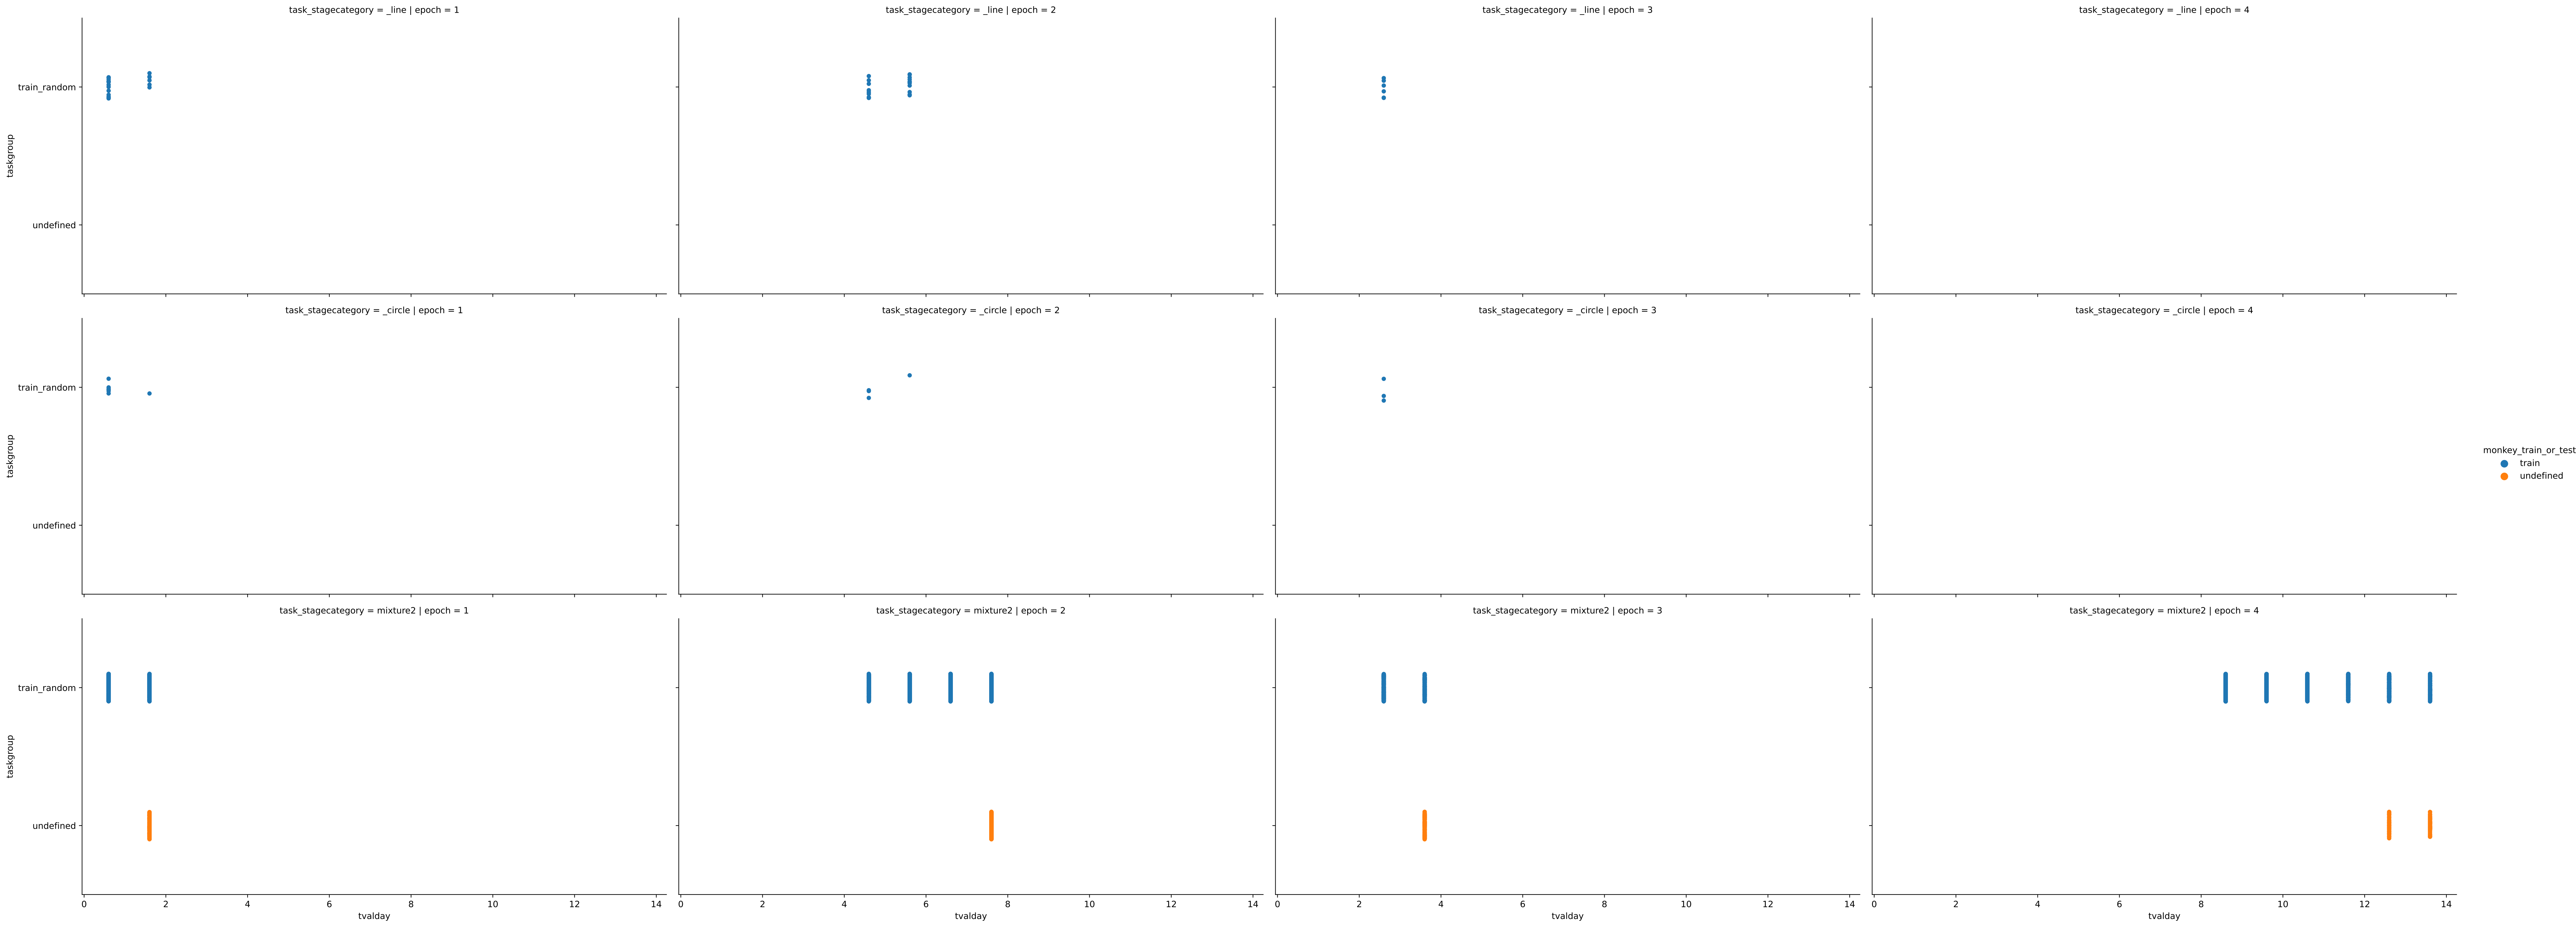 task_stagecategory = _line | epoch = 1
task_stagecategory = _line | epoch = 2
task_stagecategory = _line | epoch = 3
task_stagecategory = _line | epoch = 4
train_random
taskgroup
undefined
task_stagecategory = _circle | epoch = 1
task_stagecategory = _circle | epoch = 2
task_stagecategory = _circle | epoch = 3
task_stagecategory = _circle | epoch = 4
train_random
taskgroup
undefined
monkey_train_or_test
train
undefined
task_stagecategory = mixture2 | epoch = 1
task_stagecategory = mixture2 | epoch = 2
task_stagecategory = mixture2 | epoch = 3
task_stagecategory = mixture2 | epoch = 4
train_random
taskgroup
undefined
0 2 4 6 8 10 12 14
0 2 4 6 8 10 12 14
0 2 4 6 8 10 12 14
0 2 4 6 8 10 12 14
tvalday
tvalday
tvalday
tvalday